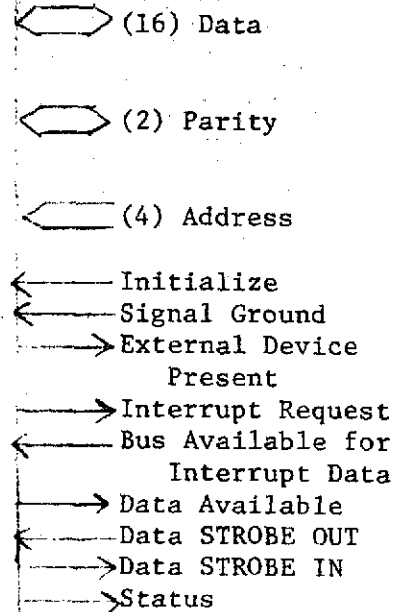 (16) Data
(2) Parity
(4) Address
Initialize
Signal Ground
External Device
Present
Interrupt Request
Bus Available for
Interrupt Data
Data Available
Data STROBE OUT
Data STROBE IN
Status